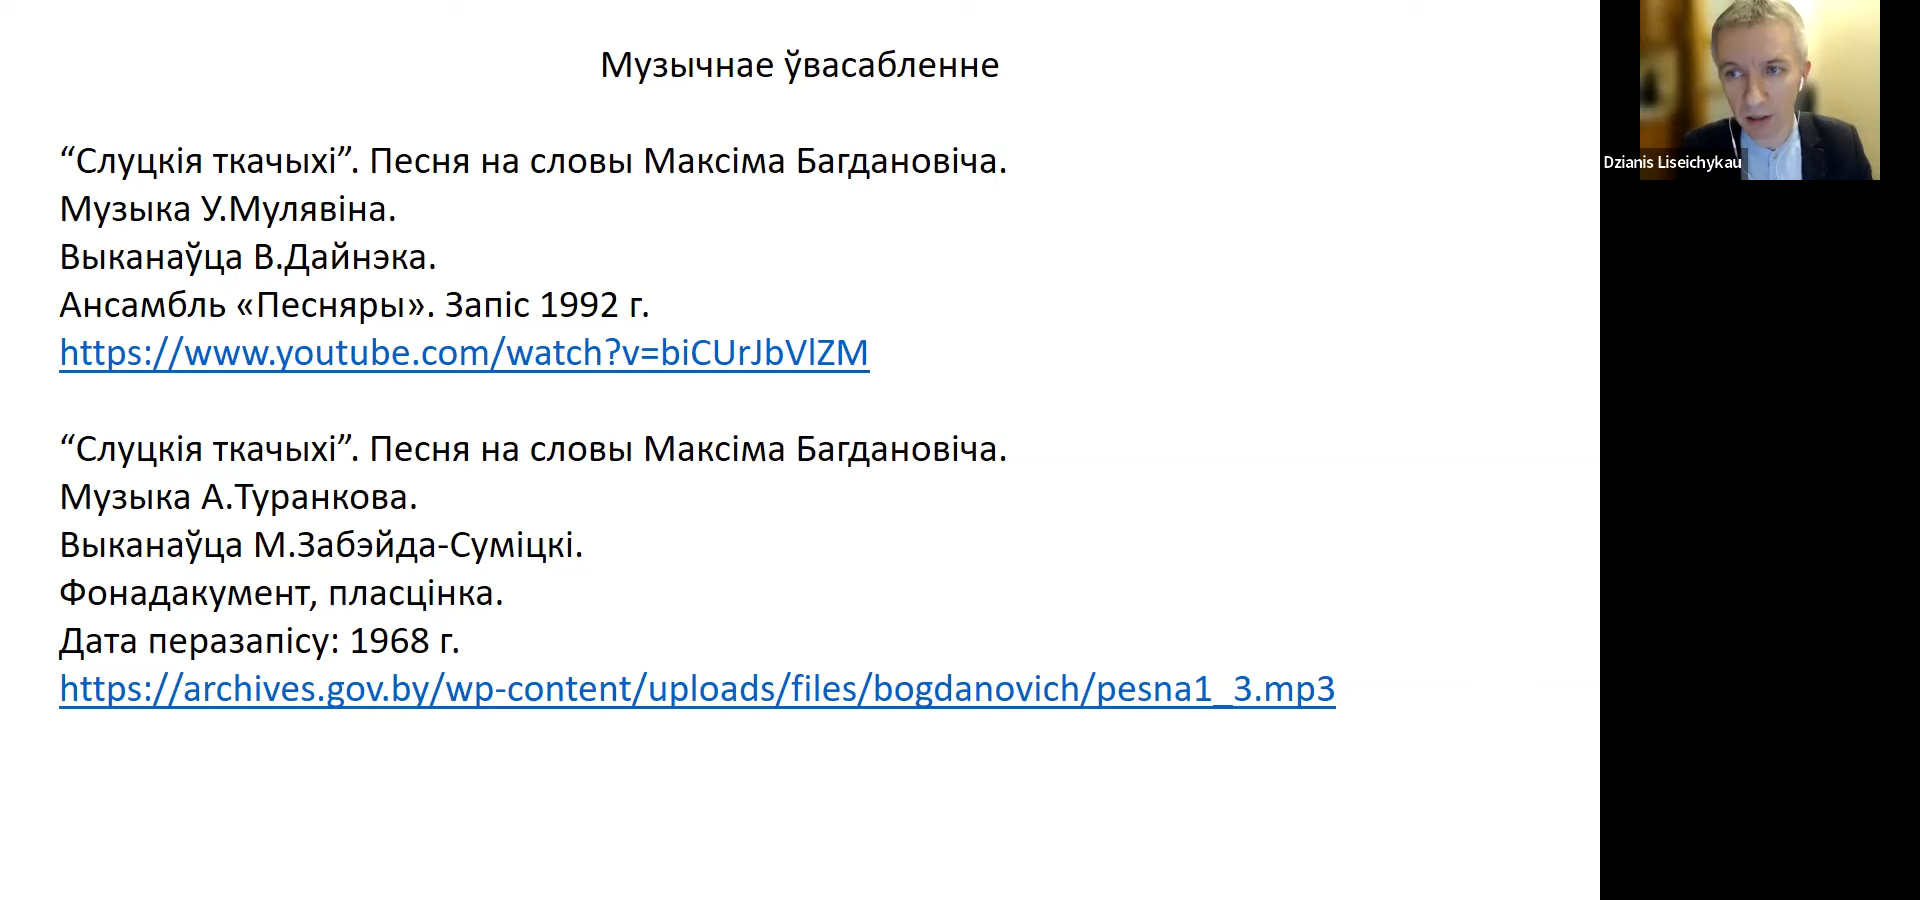 Музычнае ўвасабленне
“Слуцкія ткачыхі”. Песня на словы Максіма Багдановіча.
Музыка У.Мулявіна.
Выканаўца В.Дайнэка.
Ансамбль «Песняры». Запіс 1992 г.
https://www.youtube.com/watch?v=biCUrJbVlZM
“Слуцкія ткачыхі”. Песня на словы Максіма Багдановіча.
Музыка А.Туранкова.
Выканаўца М.Забэйда-Суміцкі.
Фонадакумент, пласцінка.
Дата перазапісу: 1968 г.
https://archives.gov.by/wp-content/uploads/files/bogdanovich/pesna1_3.mp3
Dzianis Liseichykau